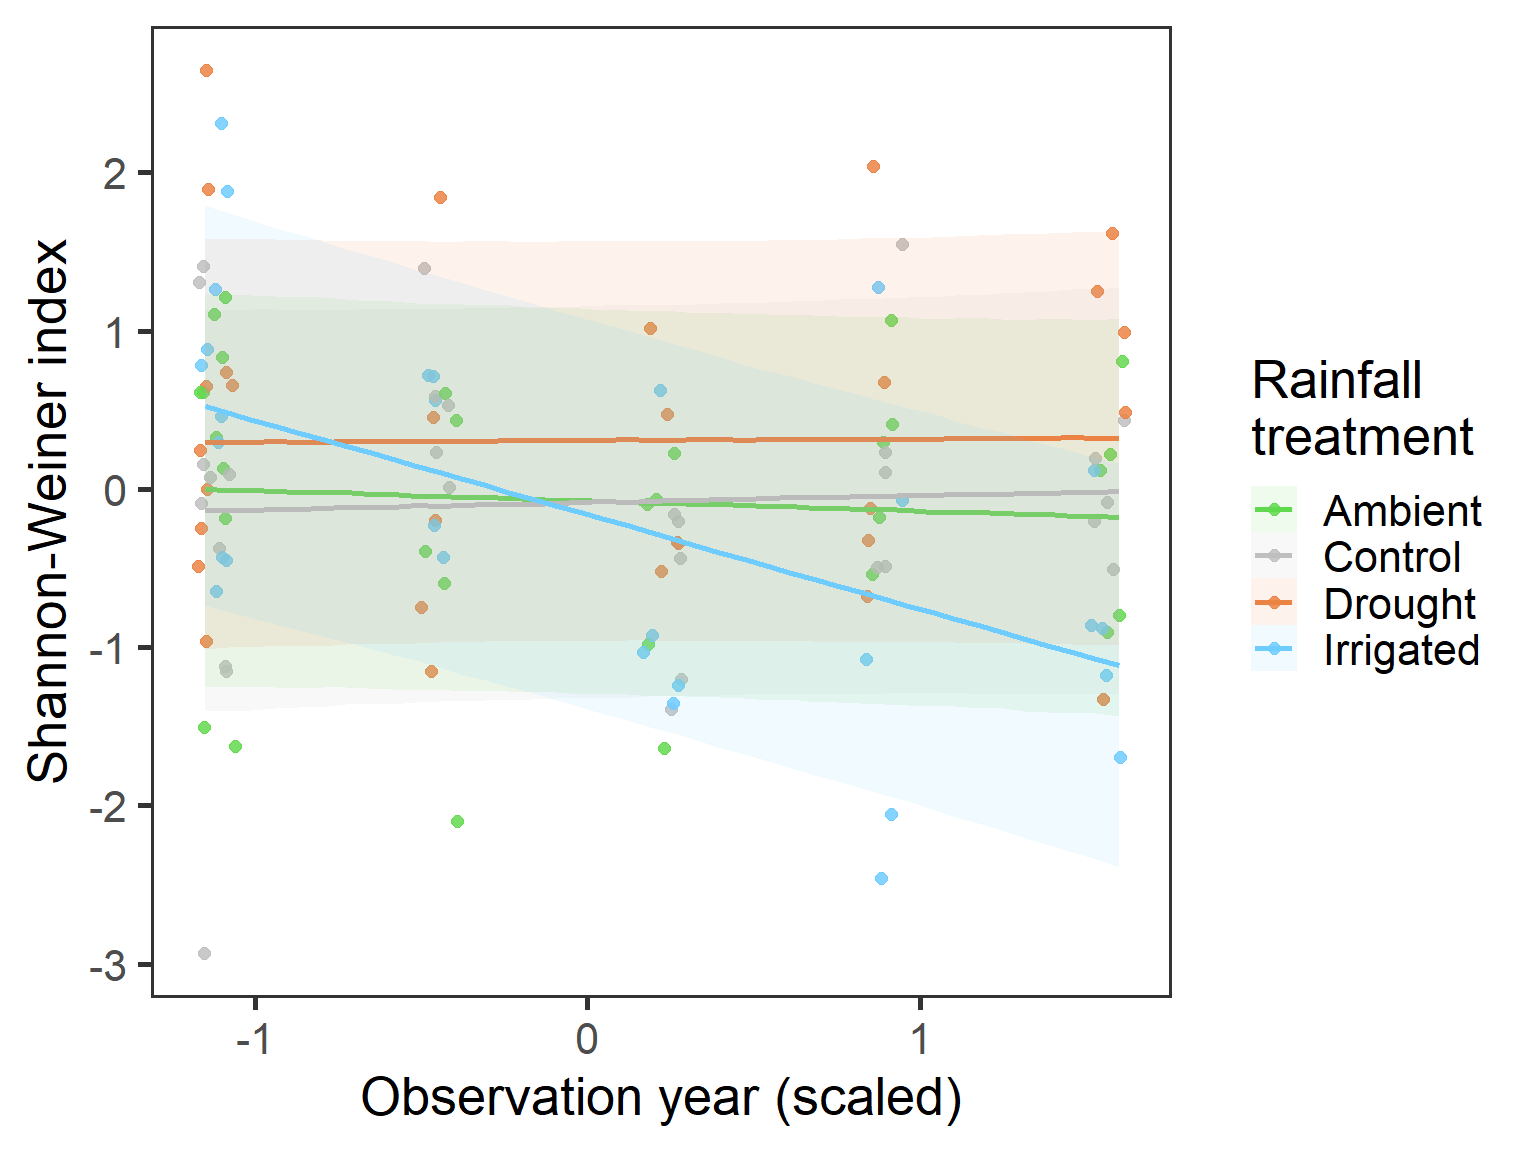 Shannon-Weiner index
2
1
0
-1
-2
-3
-1
0
1
Observation year (scaled)
Rainfall
treatment
Ambient
Control
Drought
Irrigated